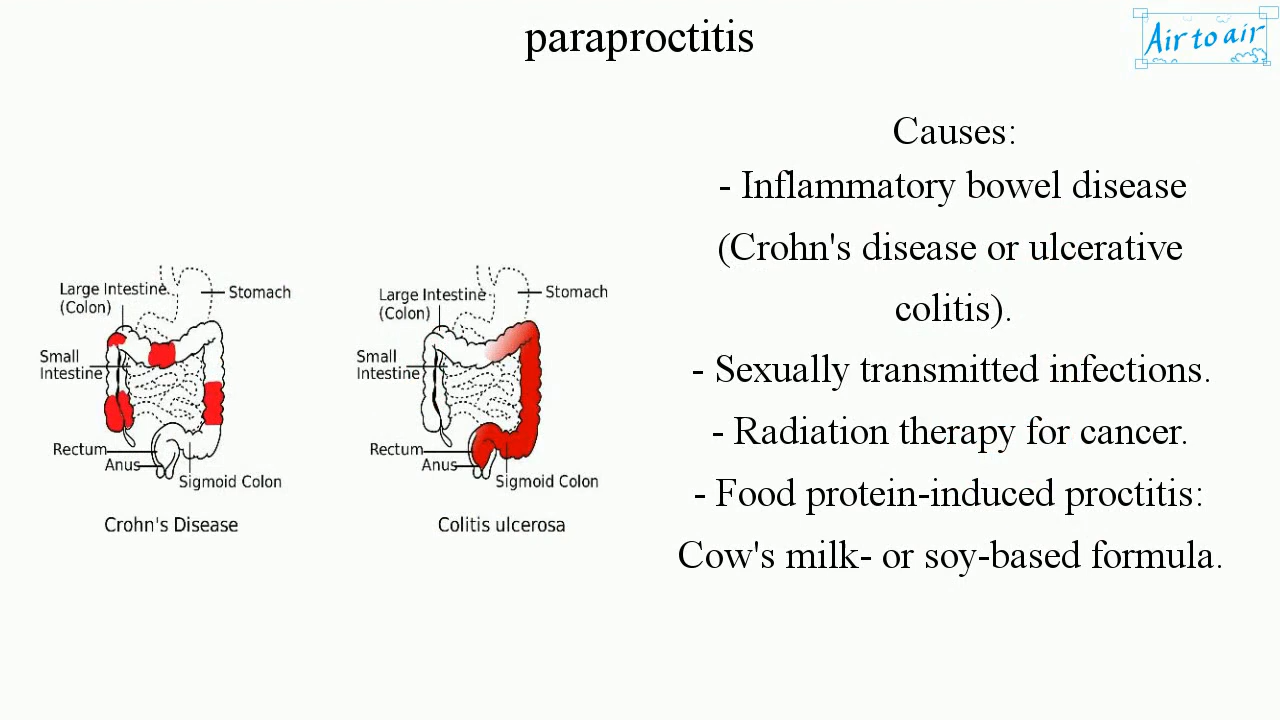 paraproctitis
Air to air
Causes:
- Inflammatory bowel disease
(Crohn's disease or ulcerative
colitis).
- Sexually transmitted infections.
- Radiation therapy for cancer.
- Food protein-induced proctitis:
Cow's milk- or soy-based formula.
Large Intestine
(Colon)
Stomach
Small
Intestine
Rectum
Anus
Sigmoid Colon
Crohn's Disease
Large Intestine
(Colon)
Stomach
Small
Intestine
Rectum
Anus
Sigmoid Colon
Colitis ulcerosa